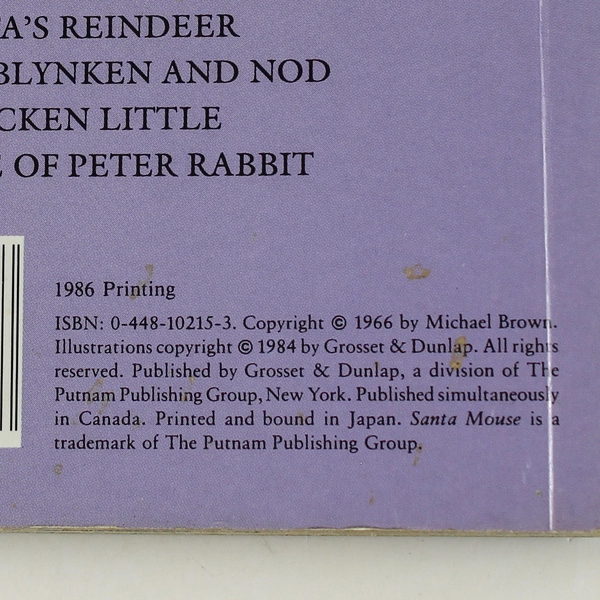 A'S REINDEER
BLYNKEN AND NOD
CKEN LITTLE
E OF PETER RABBIT
1986 Printing
ISBN: 0-448-10215-3. Copyright © 1966 by Michael Brown.
Illustrations copyright © 1984 by Grosset & Dunlap. All rights
reserved. Published by Grosset & Dunlap, a division of The
Putnam Publishing Group, New York. Published simultaneously
in Canada. Printed and bound in Japan. Santa Mouse is a
trademark of The Putnam Publishing Group.